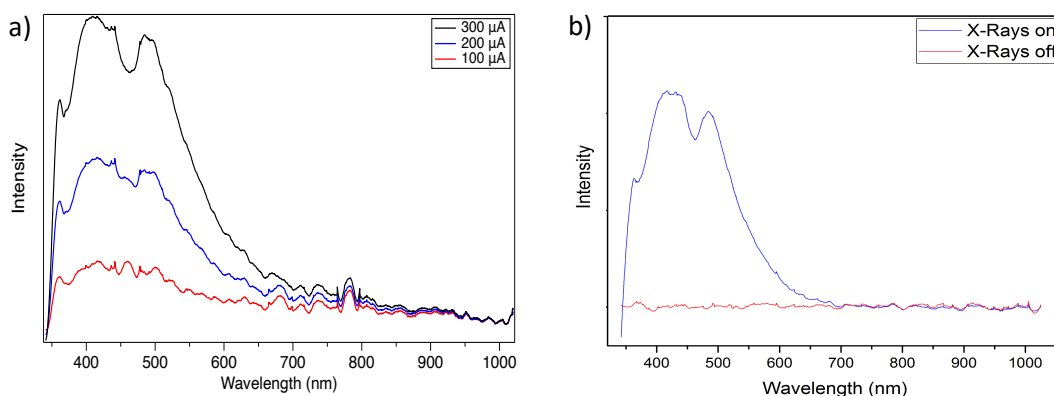 a)
300 µA
200 µA
100 µA
Intensity
400 500 600 700 800 900 1000
Wavelength (nm)
b)
X-Rays on
X-Rays off
Intensity
400 500 600 700 800 900 1000
Wavelength (nm)